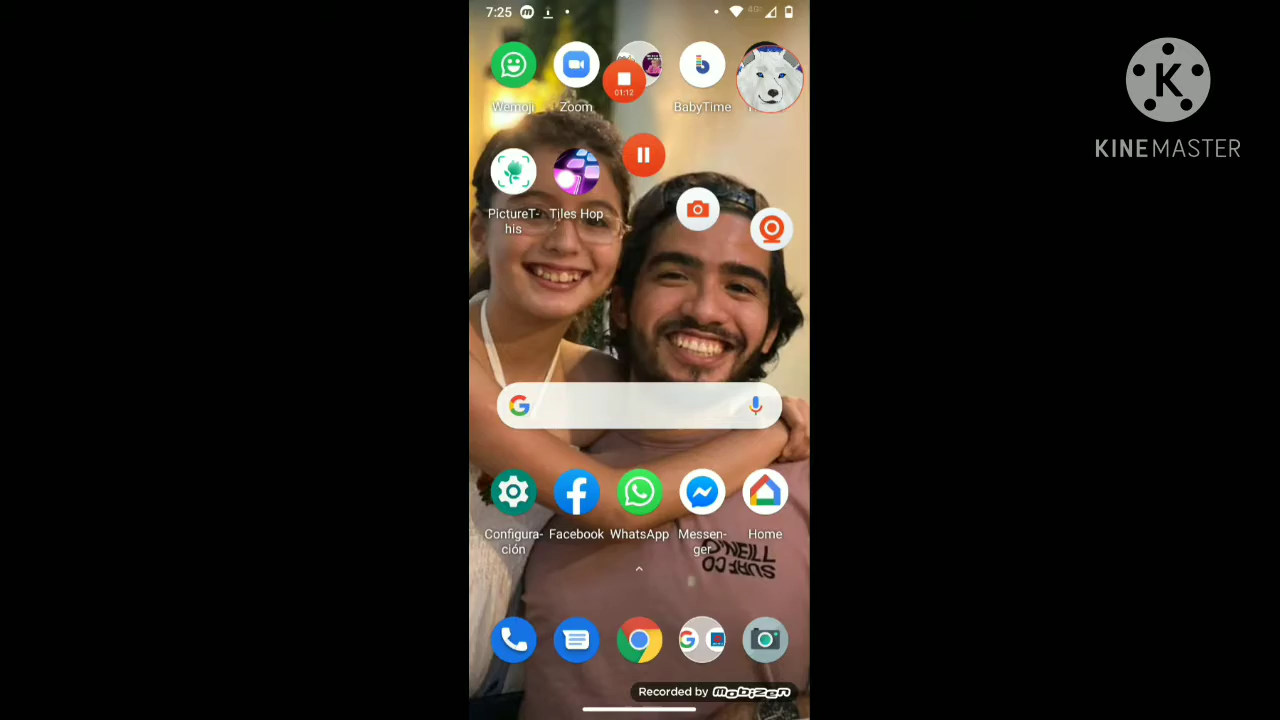 7:25
KINEMASTER
01:12
Wemoji Zoom BabyTime
PictureT-
his
Tiles Hop
Configura-
ción
Facebook
WhatsApp
Messen-
ger
Home
O'NEILL
SURF CO
Recorded by Mobizen